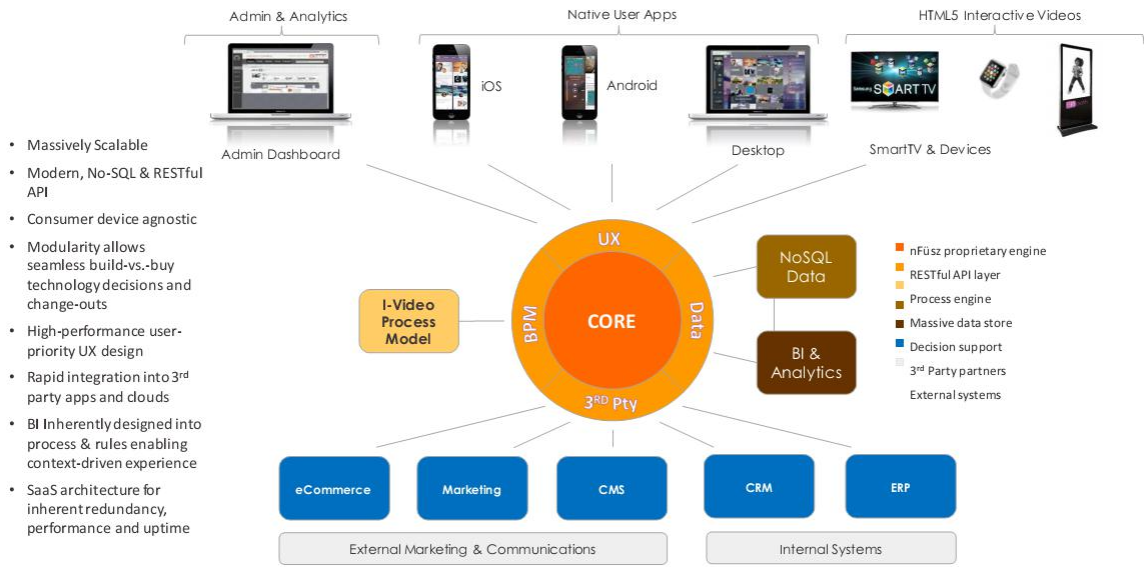 Admin & Analytics
Native User Apps
HTML5 Interactive Videos
iOS
Android
SMART TV
Admin Dashboard
Desktop
SmartTV & Devices
• Massively Scalable
• Modern, No-SQL & RESTful
API
• Consumer device agnostic
• Modularity allows
seamless build-vs.-buy
technology decisions and
change-outs
• High-performance user-
priority UX design
• Rapid integration into 3rd
party apps and clouds
• BI Inherently designed into
process & rules enabling
context-driven experience
• SaaS architecture for
inherent redundancy,
performance and uptime
UX
BPM
CORE
Data
3RD Pty
I-Video
Process
Model
NoSQL
Data
BI &
Analytics
nFüsz proprietary engine
RESTful API layer
Process engine
Massive data store
Decision support
3rd Party partners
External systems
eCommerce
Marketing
CMS
CRM
ERP
External Marketing & Communications
Internal Systems